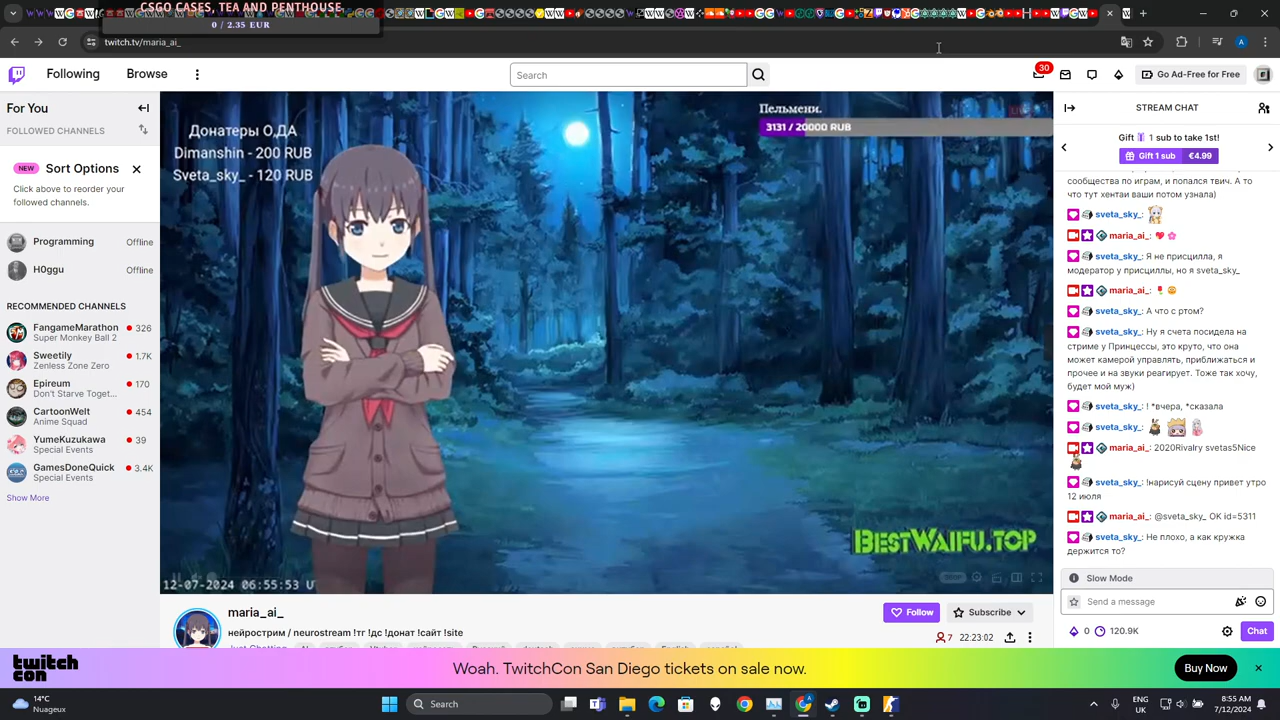 CSGO CASES, TEA AND PENTHOUSE.
0 / 2.35 EUR
twitch.tv/maria_ai_
Following
Browse
Search
30
Go Ad-Free for Free
For You
FOLLOWED CHANNELS
NEW Sort Options
Click above to reorder your
followed channels.
Programming Offline
H0ggu Offline
RECOMMENDED CHANNELS
FangameMarathon 326
Super Monkey Ball 2
Sweetily 1.7K
Zenless Zone Zero
Epireum 170
Don't Starve Toget...
CartoonWelt 454
Anime Squad
YumeKuzukawa 39
Special Events
GamesDoneQuick 3.4K
Special Events
Show More
Донатеры О,ДА
Dimanshin - 200 RUB
Sveta_sky_ - 120 RUB
Пельмени.
3131 / 20000 RUB
BESTWAIFU.TOP
12-07-2024 06:55:53 U
maria_ai_
Follow
Subscribe
нейрострим / neurostream !тг !дс !донат !сайт !site
7 22:23:02
Just Chatting
STREAM CHAT
Gift 1 sub to take 1st!
Gift 1 sub €4.99
сообщества по играм, и попался твич. А то
что тут хентаи ваши потом узнала)
sveta_sky_:
maria_ai_:
sveta_sky_: Я не присцилла, я
модератор у присциллы, но я sveta_sky_
maria_ai_:
sveta_sky_: А что с ртом?
sveta_sky_: Ну я счета посидела на
стриме у Принцессы, это круто, что она
может камерой управлять, приближаться и
прочее и на звуки реагирует. Тоже так хочу,
будет мой муж)
sveta_sky_: ! *вчера, *сказала
sveta_sky_:
maria_ai_: 2020Rivalry svetas5Nice
sveta_sky_: !нарисуй сцену привет утро
12 июля
maria_ai_: @sveta_sky_ OK id=5311
sveta_sky_: Не плохо, а как кружка
держится то?
Slow Mode
Send a message
0 120.9K
Chat
twitch
con
Woah. TwitchCon San Diego tickets on sale now.
Buy Now
14°C
Nuageux
Search
ENG
UK
8:55 AM
7/12/2024